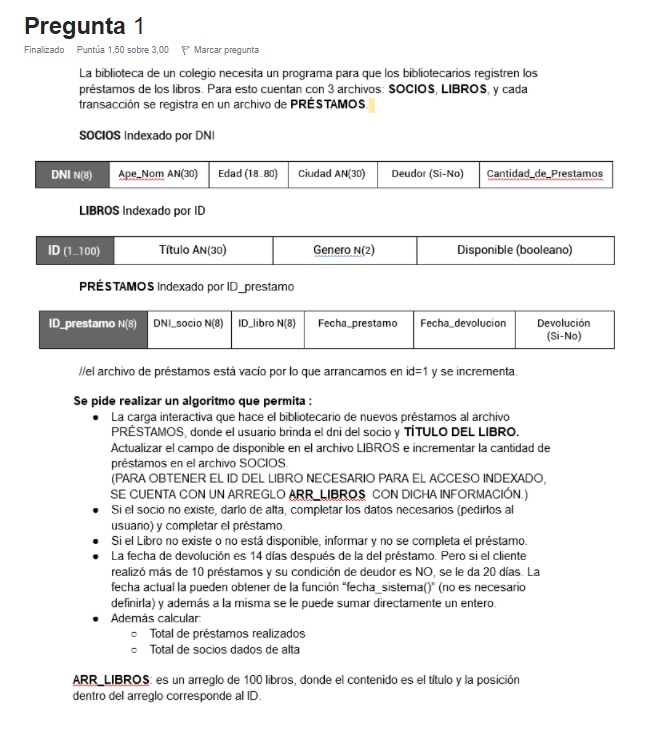 Pregunta 1
Finalizado Puntúa 1,50 sobre 3,00 Marcar pregunta
La biblioteca de un colegio necesita un programa para que los bibliotecarios registren los
préstamos de los libros. Para esto cuentan con 3 archivos: SOCIOS, LIBROS, y cada
transacción se registra en un archivo de PRÉSTAMOS.
SOCIOS Indexado por DNI
DNI N(8) Ape_Nom AN(30) Edad (18..80) Ciudad AN(30) Deudor (Si-No) Cantidad_de_Prestamos
LIBROS Indexado por ID
ID (1..100) Título AN(30) Genero N(2) Disponible (booleano)
PRÉSTAMOS Indexado por ID_prestamo
ID_prestamo N(8) DNI_socio N(8) ID_libro N(8) Fecha_prestamo Fecha_devolucion Devolución
(Si-No)
//el archivo de préstamos está vacío por lo que arrancamos en id=1 y se incrementa.
Se pide realizar un algoritmo que permita :
● La carga interactiva que hace el bibliotecario de nuevos préstamos al archivo
PRÉSTAMOS, donde el usuario brinda el dni del socio y TÍTULO DEL LIBRO.
Actualizar el campo de disponible en el archivo LIBROS e incrementar la cantidad de
préstamos en el archivo SOCIOS.
(PARA OBTENER EL ID DEL LIBRO NECESARIO PARA EL ACCESO INDEXADO,
SE CUENTA CON UN ARREGLO ARR_LIBROS CON DICHA INFORMACIÓN.)
● Si el socio no existe, darlo de alta, completar los datos necesarios (pedirlos al
usuario) y completar el préstamo.
● Si el Libro no existe o no está disponible, informar y no se completa el préstamo.
● La fecha de devolución es 14 días después de la del préstamo. Pero si el cliente
realizó más de 10 préstamos y su condición de deudor es NO, se le da 20 días. La
fecha actual la pueden obtener de la función “fecha_sistema()” (no es necesario
definirla) y además a la misma se le puede sumar directamente un entero.
● Además calcular:
○ Total de préstamos realizados
○ Total de socios dados de alta
ARR_LIBROS: es un arreglo de 100 libros, donde el contenido es el título y la posición
dentro del arreglo corresponde al ID.